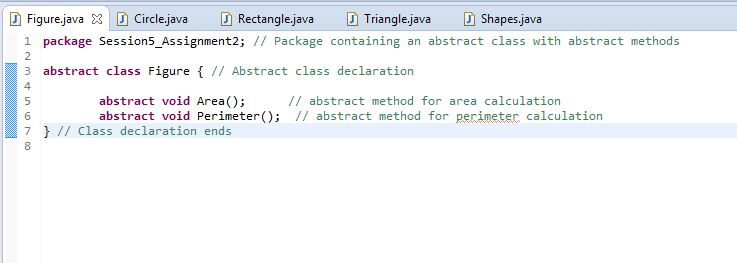 Figure.java Circle.java Rectangle.java Triangle.java Shapes.java
1 package Session5_Assignment2; // Package containing an abstract class with abstract methods
2
3 abstract class Figure { // Abstract class declaration
4
5 abstract void Area(); // abstract method for area calculation
6 abstract void Perimeter(); // abstract method for perimeter calculation
7 } // Class declaration ends
8